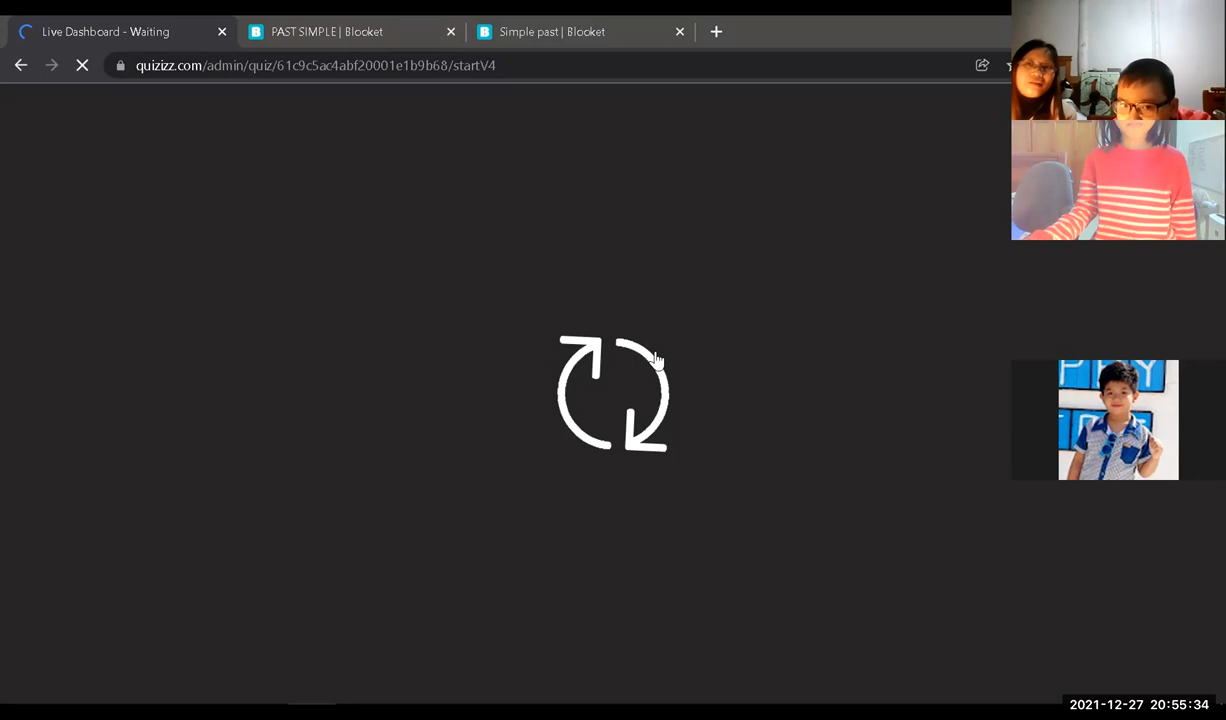 Live Dashboard - Waiting
PAST SIMPLE | Blooket
Simple past | Blooket
quizizz.com/admin/quiz/61c9c5ac4abf20001e1b9b68/startV4
2021-12-27 20:55:34